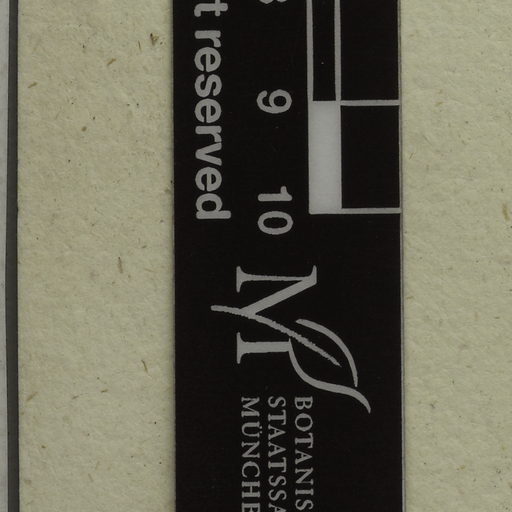 t reserved
9
10
M
BOTANIS
STAATSSA
MÜNCHE